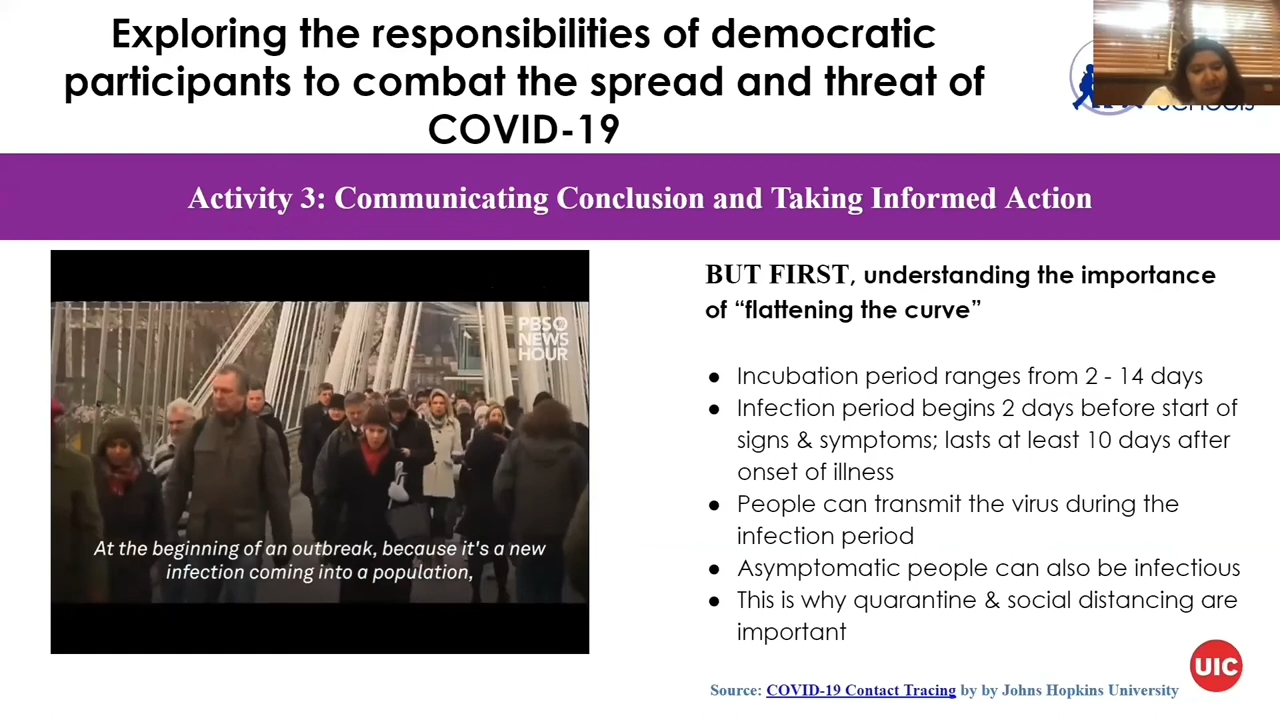 Exploring the responsibilities of democratic
participants to combat the spread and threat of
COVID-19
Activity 3: Communicating Conclusion and Taking Informed Action
PBS
NEWS
HOUR
At the beginning of an outbreak, because it's a new
infection coming into a population,
BUT FIRST, understanding the importance
of “flattening the curve”
● Incubation period ranges from 2 - 14 days
● Infection period begins 2 days before start of
signs & symptoms; lasts at least 10 days after
onset of illness
● People can transmit the virus during the
infection period
● Asymptomatic people can also be infectious
● This is why quarantine & social distancing are
important
UIC
Source: COVID-19 Contact Tracing by by Johns Hopkins University